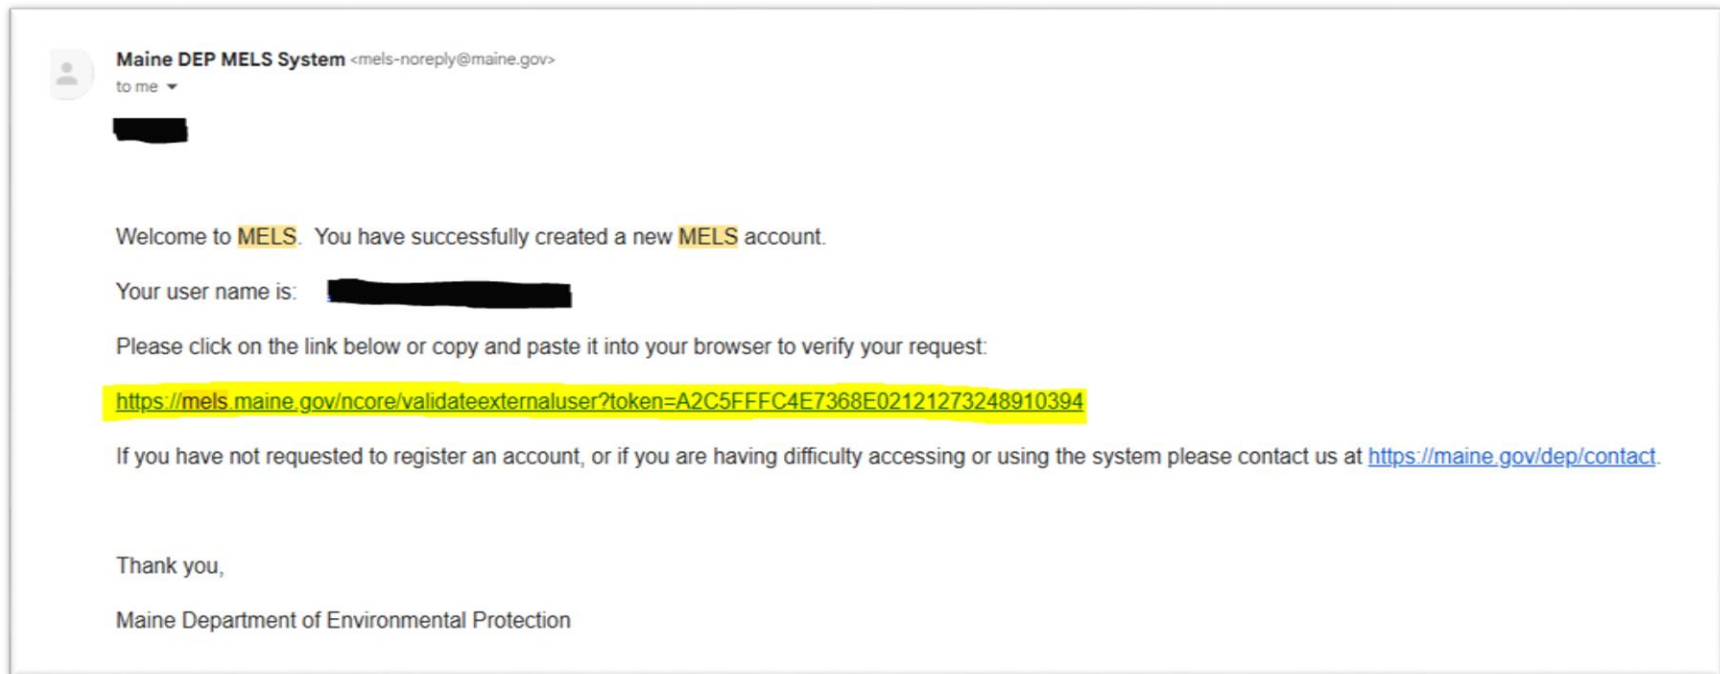 Maine DEP MELS System <mels-noreply@maine.gov>
to me
Welcome to MELS. You have successfully created a new MELS account.
Your user name is:
Please click on the link below or copy and paste it into your browser to verify your request:
https://mels.maine.gov/ncore/validateexternaluser?token=A2C5FFFC4E7368E02121273248910394
If you have not requested to register an account, or if you are having difficulty accessing or using the system please contact us at https://maine.gov/dep/contact.
Thank you,
Maine Department of Environmental Protection